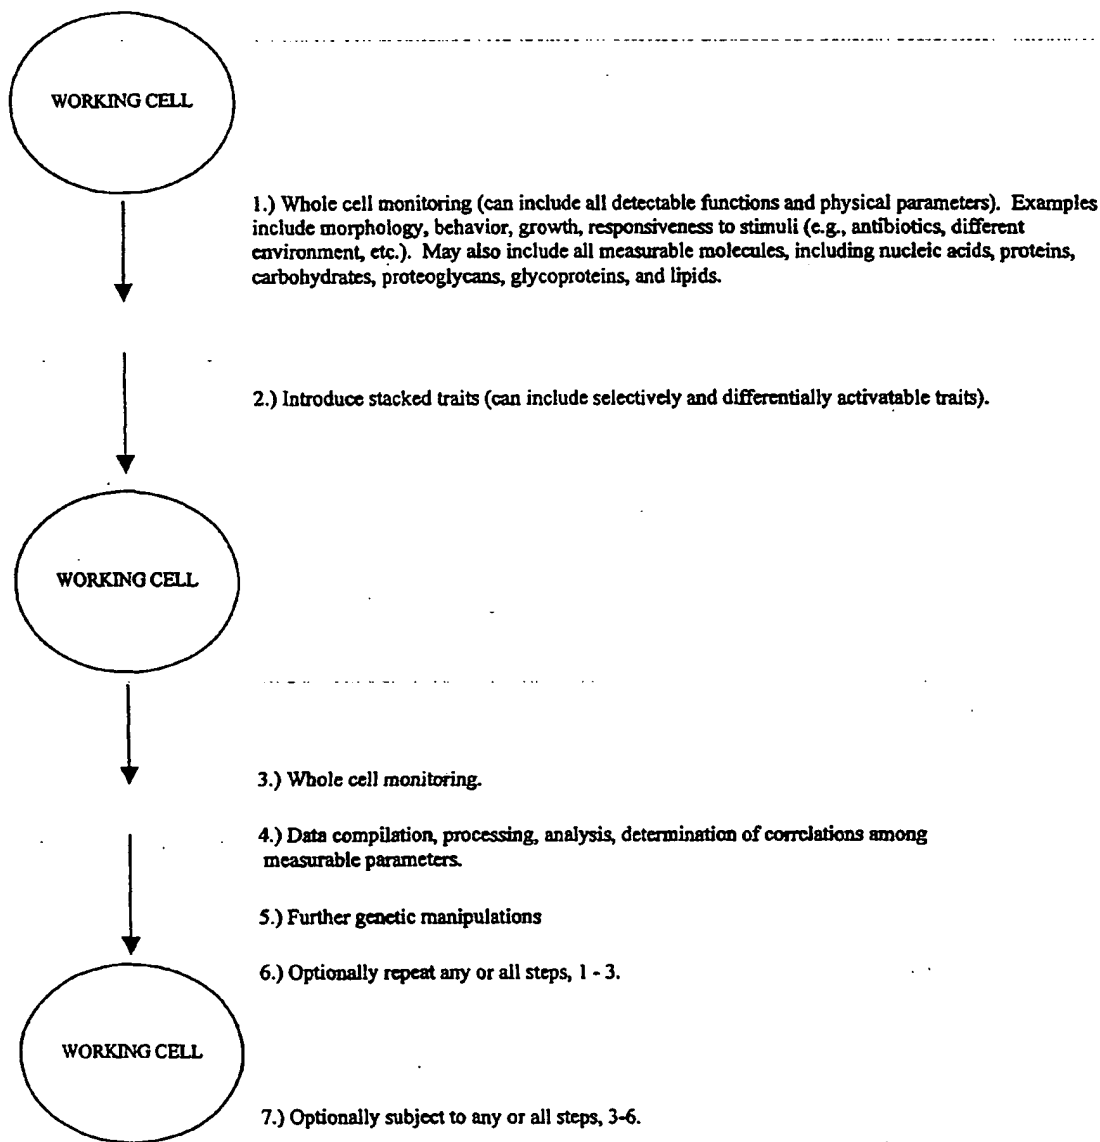 WORKING CELL
1.) Whole cell monitoring (can include all detectable functions and physical parameters). Examples
include morphology, behavior, growth, responsiveness to stimuli (e.g., antibiotics, different
environment, etc.). May also include all measurable molecules, including nucleic acids, proteins,
carbohydrates, proteoglycans, glycoproteins, and lipids.
2.) Introduce stacked traits (can include selectively and differentially activatable traits).
WORKING CELL
3.) Whole cell monitoring.
4.) Data compilation, processing, analysis, determination of correlations among
measurable parameters.
5.) Further genetic manipulations
6.) Optionally repeat any or all steps, 1 - 3.
WORKING CELL
7.) Optionally subject to any or all steps, 3-6.